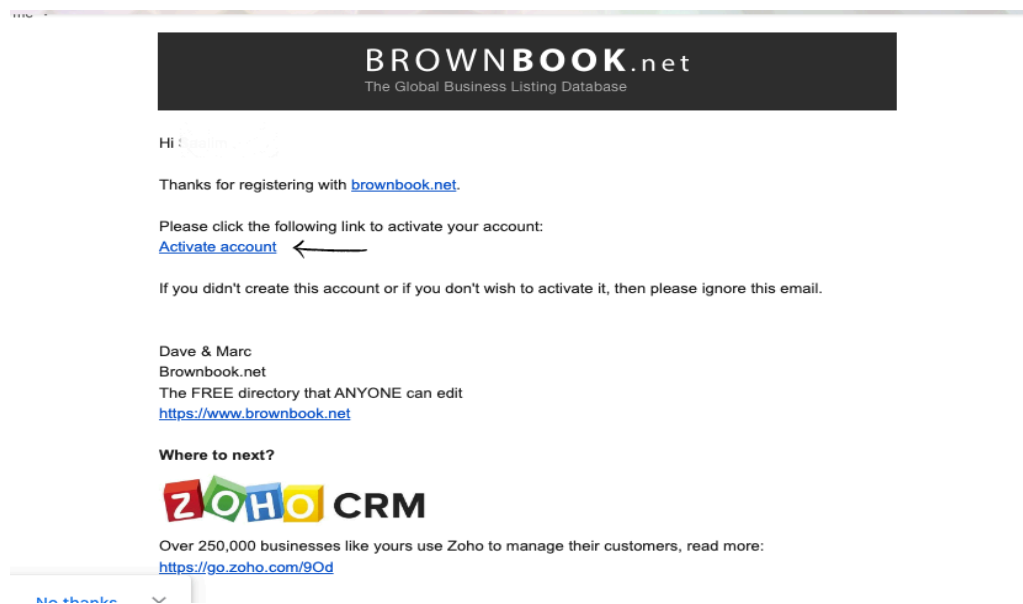 BROWNBOOK.net
The Global Business Listing Database
Hi
Thanks for registering with brownbook.net.
Please click the following link to activate your account:
Activate account
If you didn't create this account or if you don't wish to activate it, then please ignore this email.
Dave & Marc
Brownbook.net
The FREE directory that ANYONE can edit
https://www.brownbook.net
Where to next?
ZOHO CRM
Over 250,000 businesses like yours use Zoho to manage their customers, read more:
https://go.zoho.com/9Od
No thanks